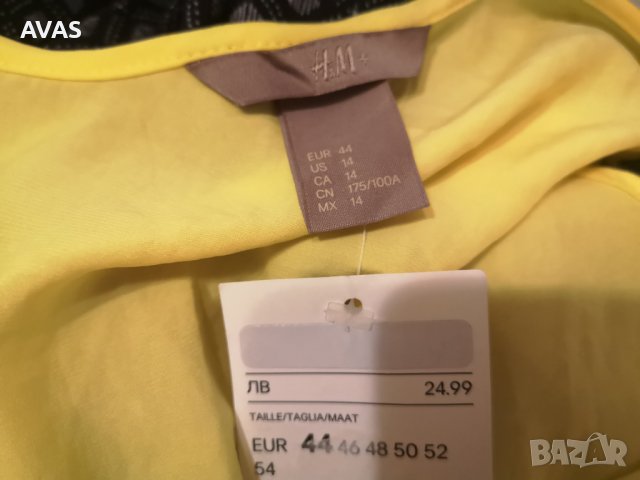 AVAS
H&M+
EUR 44
US 14
CA 14
CN 175/100A
MX 14
ЛВ 24.99
TAILLE/TAGLIA/MAAT
EUR 44 46 48 50 52
54
BAZAR